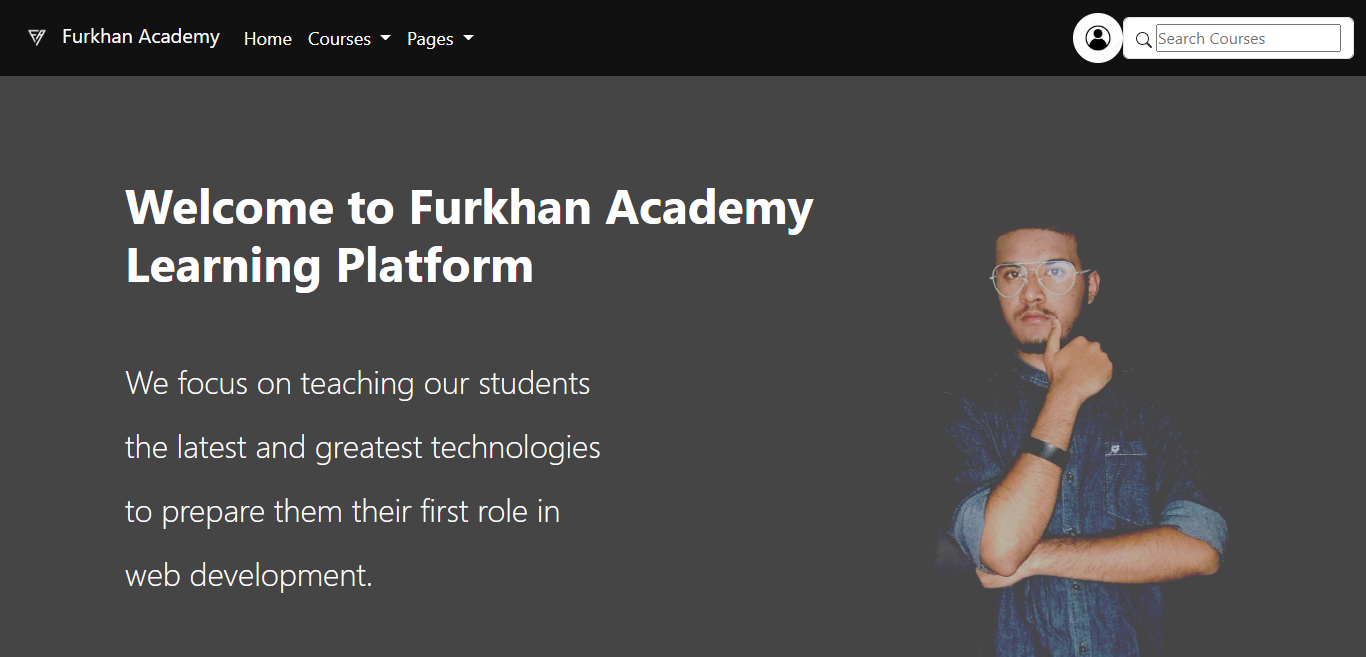 Furkhan Academy
Home
Courses
Pages
Search Courses
Welcome to Furkhan Academy
Learning Platform
We focus on teaching our students
the latest and greatest technologies
to prepare them their first role in
web development.